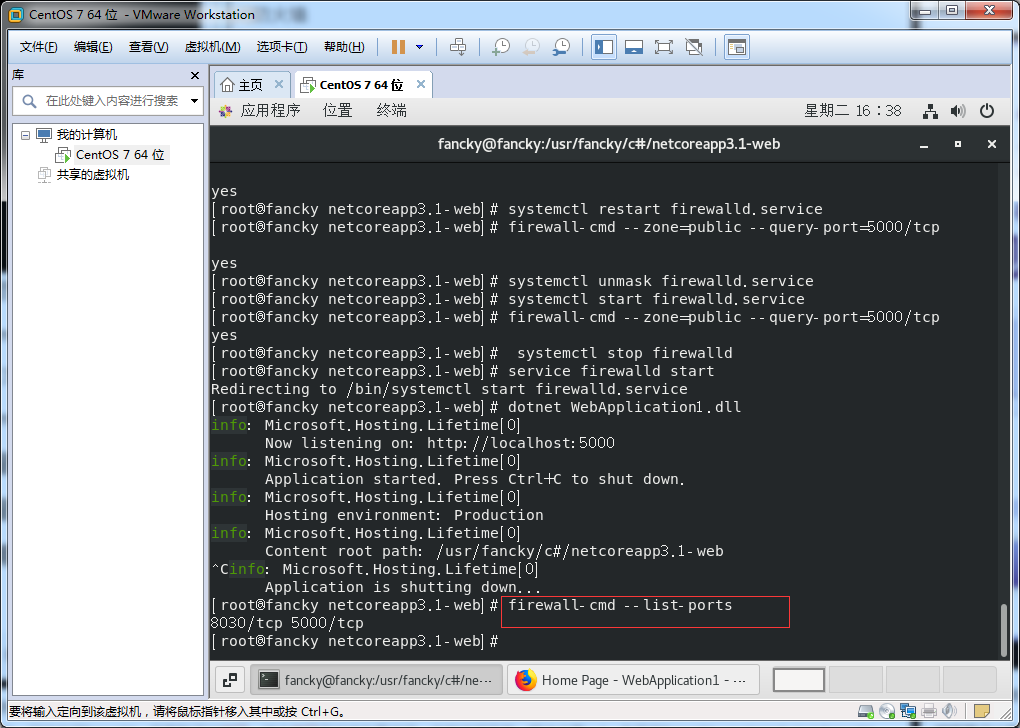 CentOS 7 64 位 - VMware Workstation
文件(F) 编辑(E) 查看(V) 虚拟机(M) 选项卡(T) 帮助(H)
库
在此处键入内容进行搜索
我的计算机
CentOS 7 64 位
共享的虚拟机
主页 CentOS 7 64 位
应用程序 位置 终端 星期二 16：38
fancky@fancky:/usr/fancky/c#/netcoreapp3.1-web
yes
[root@fancky netcoreapp3.1-web]# systemctl restart firewalld.service
[root@fancky netcoreapp3.1-web]# firewall-cmd --zone=public --query-port=5000/tcp
yes
[root@fancky netcoreapp3.1-web]# systemctl unmask firewalld.service
[root@fancky netcoreapp3.1-web]# systemctl start firewalld.service
[root@fancky netcoreapp3.1-web]# firewall-cmd --zone=public --query-port=5000/tcp
yes
[root@fancky netcoreapp3.1-web]#  systemctl stop firewalld
[root@fancky netcoreapp3.1-web]# service firewalld start
Redirecting to /bin/systemctl start firewalld.service
[root@fancky netcoreapp3.1-web]# dotnet WebApplication1.dll
info: Microsoft.Hosting.Lifetime[0]
Now listening on: http://localhost:5000
info: Microsoft.Hosting.Lifetime[0]
Application started. Press Ctrl+C to shut down.
info: Microsoft.Hosting.Lifetime[0]
Hosting environment: Production
info: Microsoft.Hosting.Lifetime[0]
Content root path: /usr/fancky/c#/netcoreapp3.1-web
^Cinfo: Microsoft.Hosting.Lifetime[0]
Application is shutting down...
[root@fancky netcoreapp3.1-web]# firewall-cmd --list-ports
8030/tcp 5000/tcp
[root@fancky netcoreapp3.1-web]#
fancky@fancky:/usr/fancky/c#/ne··· Home Page - WebApplication1 - ···
要将输入定向到该虚拟机，请将鼠标指针移入其中或按 Ctrl+G。